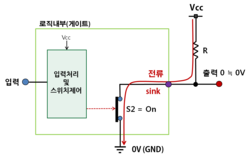 로직내부(게이트)
Vcc
Vcc
R
입력
입력처리
및
스위치제어
전류
sink
출력 0 ≒ 0V
S2 = On
0V (GND)